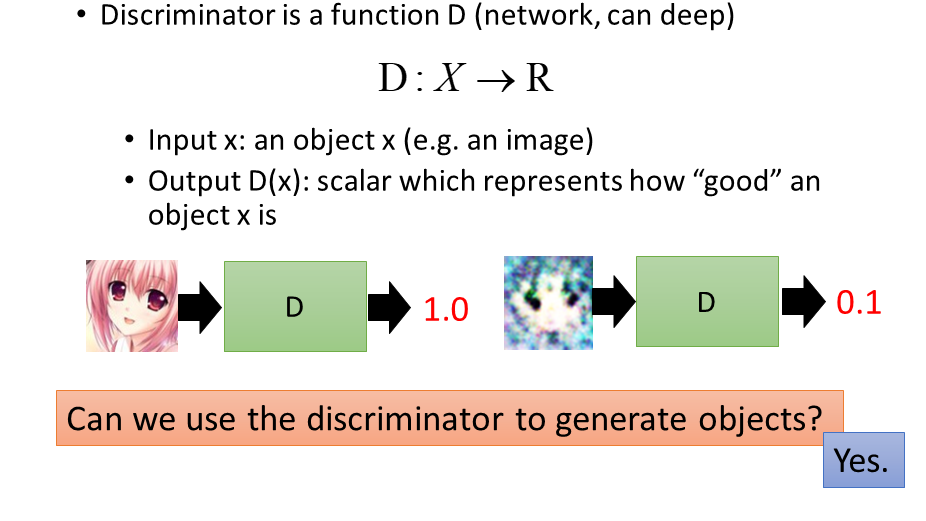 • Discriminator is a function D (network, can deep)
D : X → R
• Input x: an object x (e.g. an image)
• Output D(x): scalar which represents how “good” an
object x is
D
1.0
D
0.1
Can we use the discriminator to generate objects?
Yes.